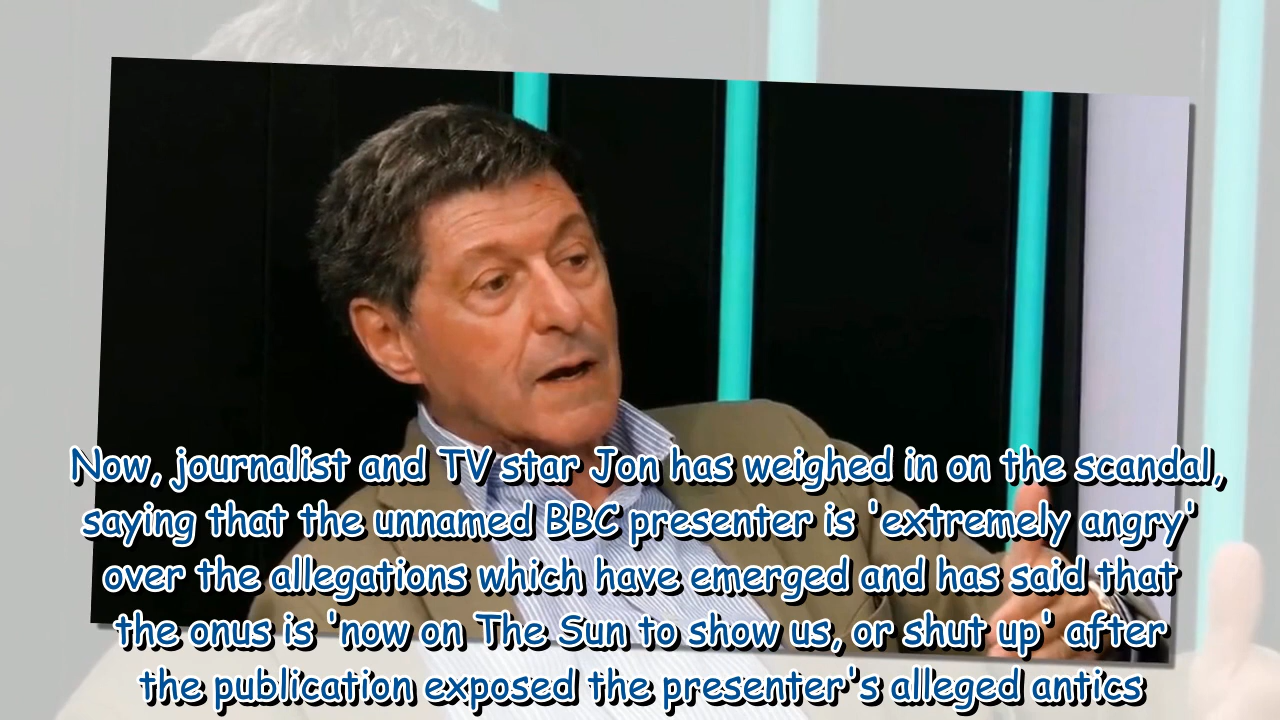 Now, journalist and TV star Jon has weighed in on the scandal,
saying that the unnamed BBC presenter is 'extremely angry'
over the allegations which have emerged and has said that
the onus is 'now on The Sun to show us, or shut up' after
the publication exposed the presenter's alleged antics